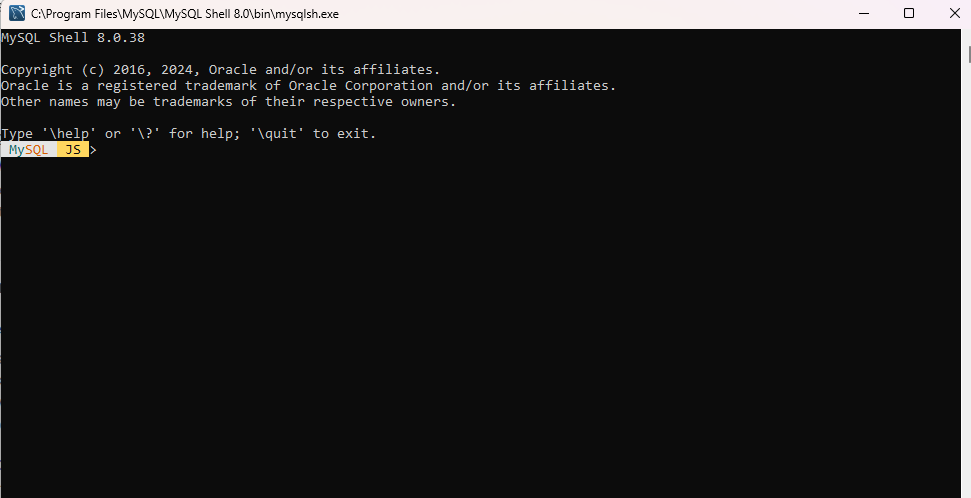 C:\Program Files\MySQL\MySQL Shell 8.0\bin\mysqlsh.exe
MySQL Shell 8.0.38
Copyright (c) 2016, 2024, Oracle and/or its affiliates.
Oracle is a registered trademark of Oracle Corporation and/or its affiliates.
Other names may be trademarks of their respective owners.
Type '\help' or '\?' for help; '\quit' to exit.
MySQL JS >